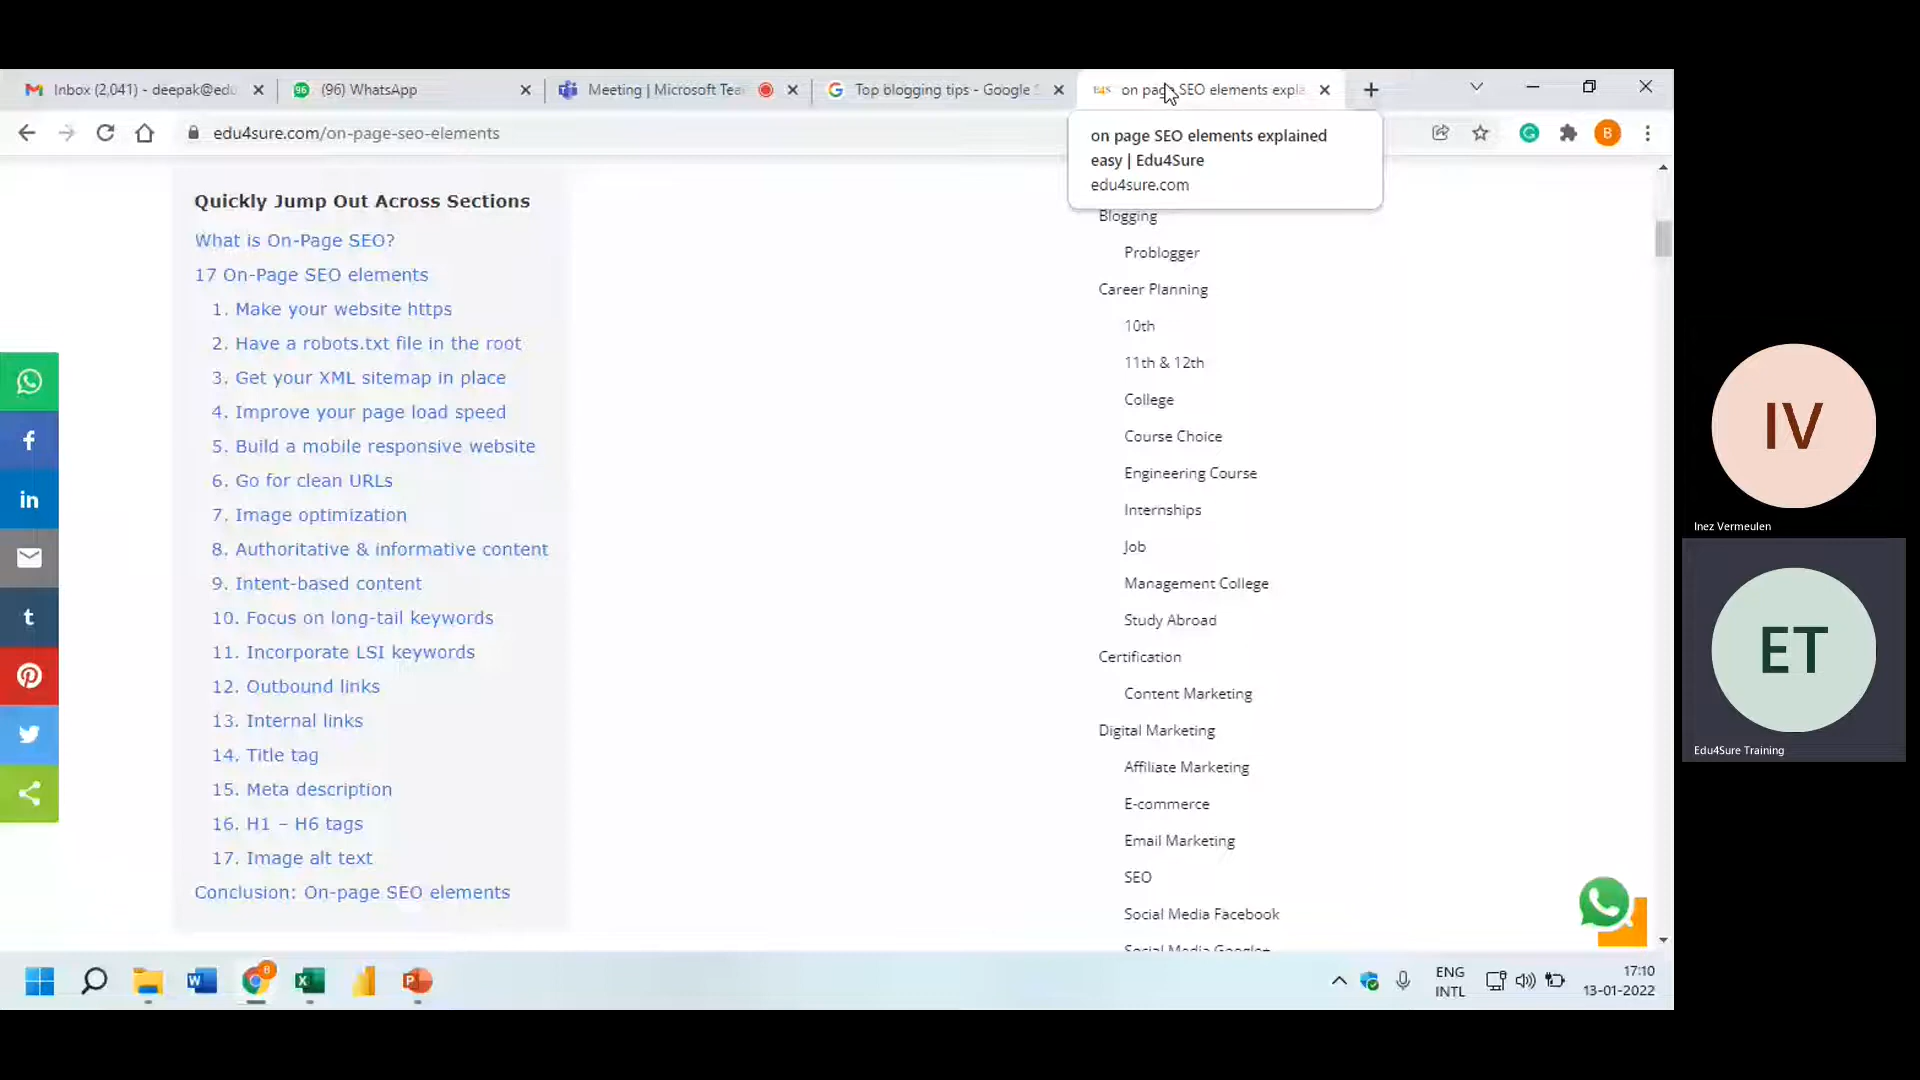 Inbox (2,041) - deepak@edu
(96) WhatsApp
Meeting | Microsoft Tea
Top blogging tips - Google S
on page SEO elements expla
edu4sure.com/on-page-seo-elements
B
on page SEO elements explained
easy | Edu4Sure
edu4sure.com
Quickly Jump Out Across Sections
What is On-Page SEO?
17 On-Page SEO elements
1. Make your website https
2. Have a robots.txt file in the root
3. Get your XML sitemap in place
4. Improve your page load speed
5. Build a mobile responsive website
6. Go for clean URLs
7. Image optimization
8. Authoritative & informative content
9. Intent-based content
10. Focus on long-tail keywords
11. Incorporate LSI keywords
12. Outbound links
13. Internal links
14. Title tag
15. Meta description
16. H1 – H6 tags
17. Image alt text
Conclusion: On-page SEO elements
Blogging
Problogger
Career Planning
10th
11th & 12th
College
Course Choice
Engineering Course
Internships
Job
Management College
Study Abroad
Certification
Content Marketing
Digital Marketing
Affiliate Marketing
E-commerce
Email Marketing
SEO
Social Media Facebook
Social Media Google+
IV
Inez Vermeulen
ET
Edu4Sure Training
ENG
INTL
17:10
13-01-2022